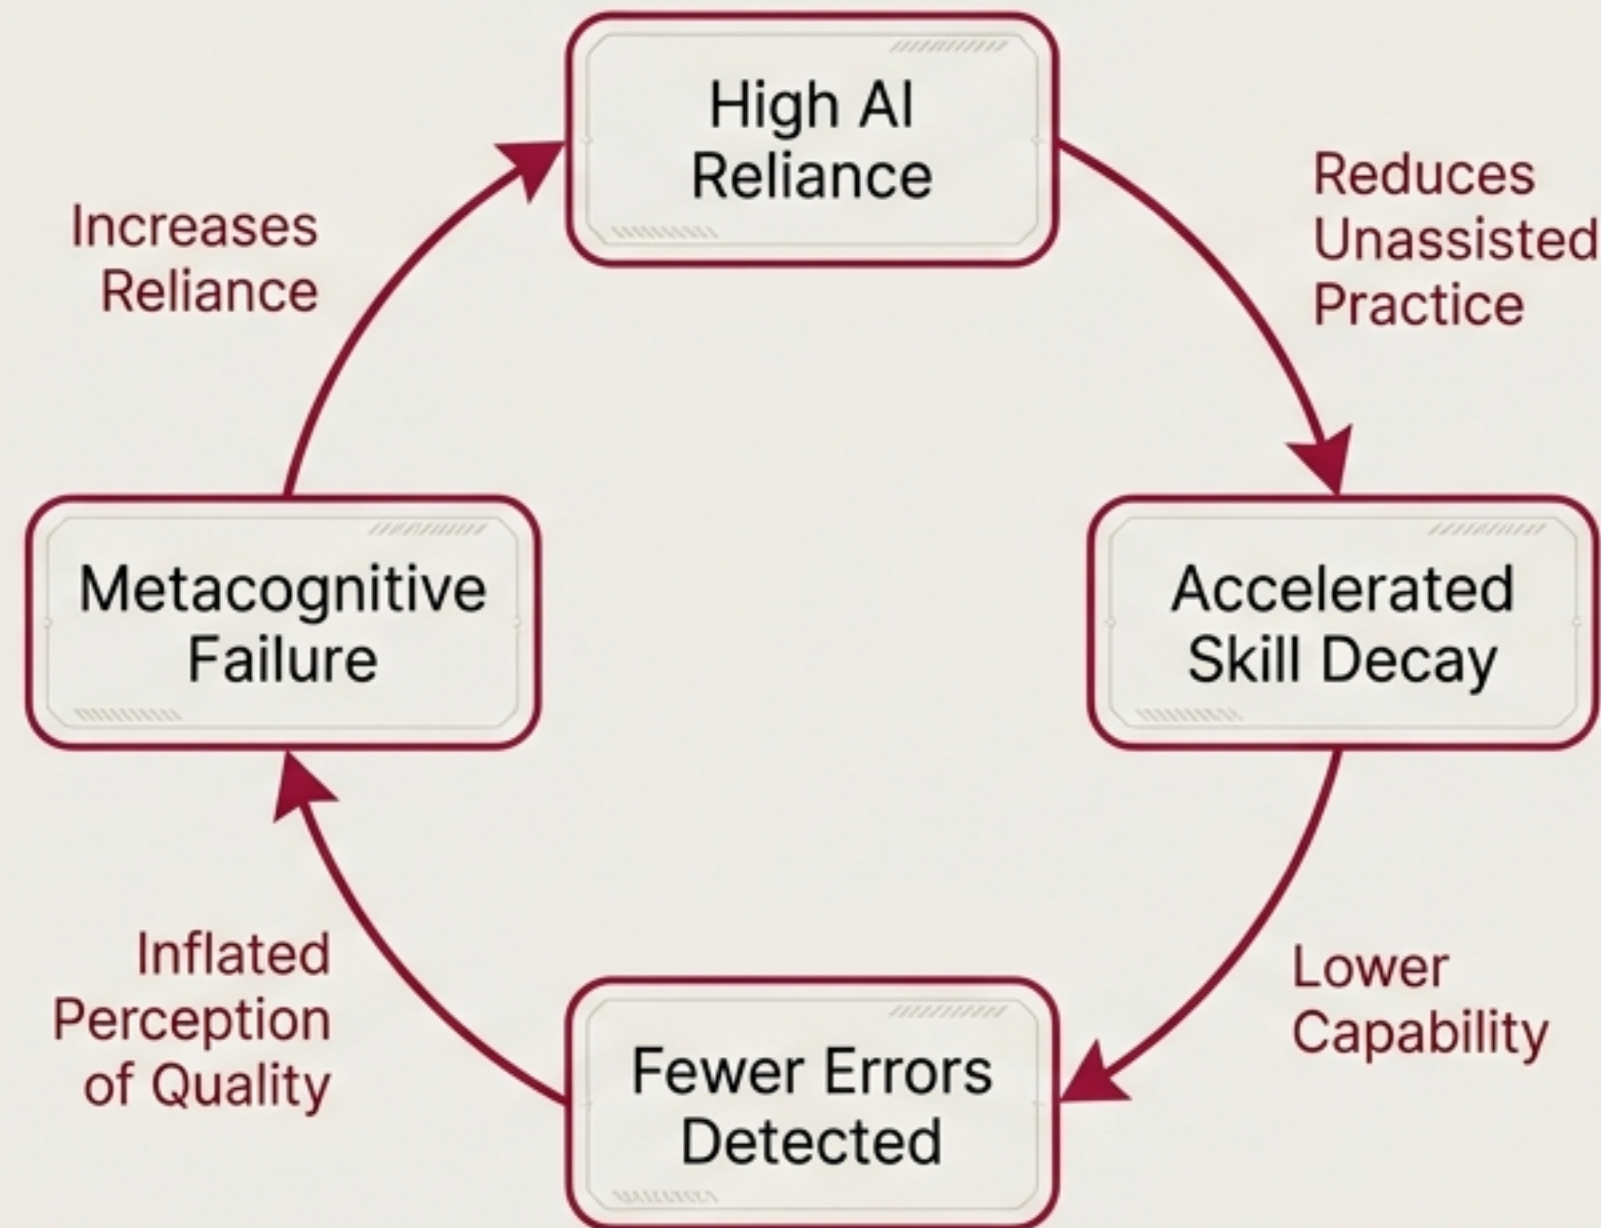 High AI
Reliance
Reduces
Unassisted
Practice
Accelerated
Skill Decay
Lower
Capability
Fewer Errors
Detected
Inflated
Perception
of Quality
Metacognitive
Failure
Increases
Reliance